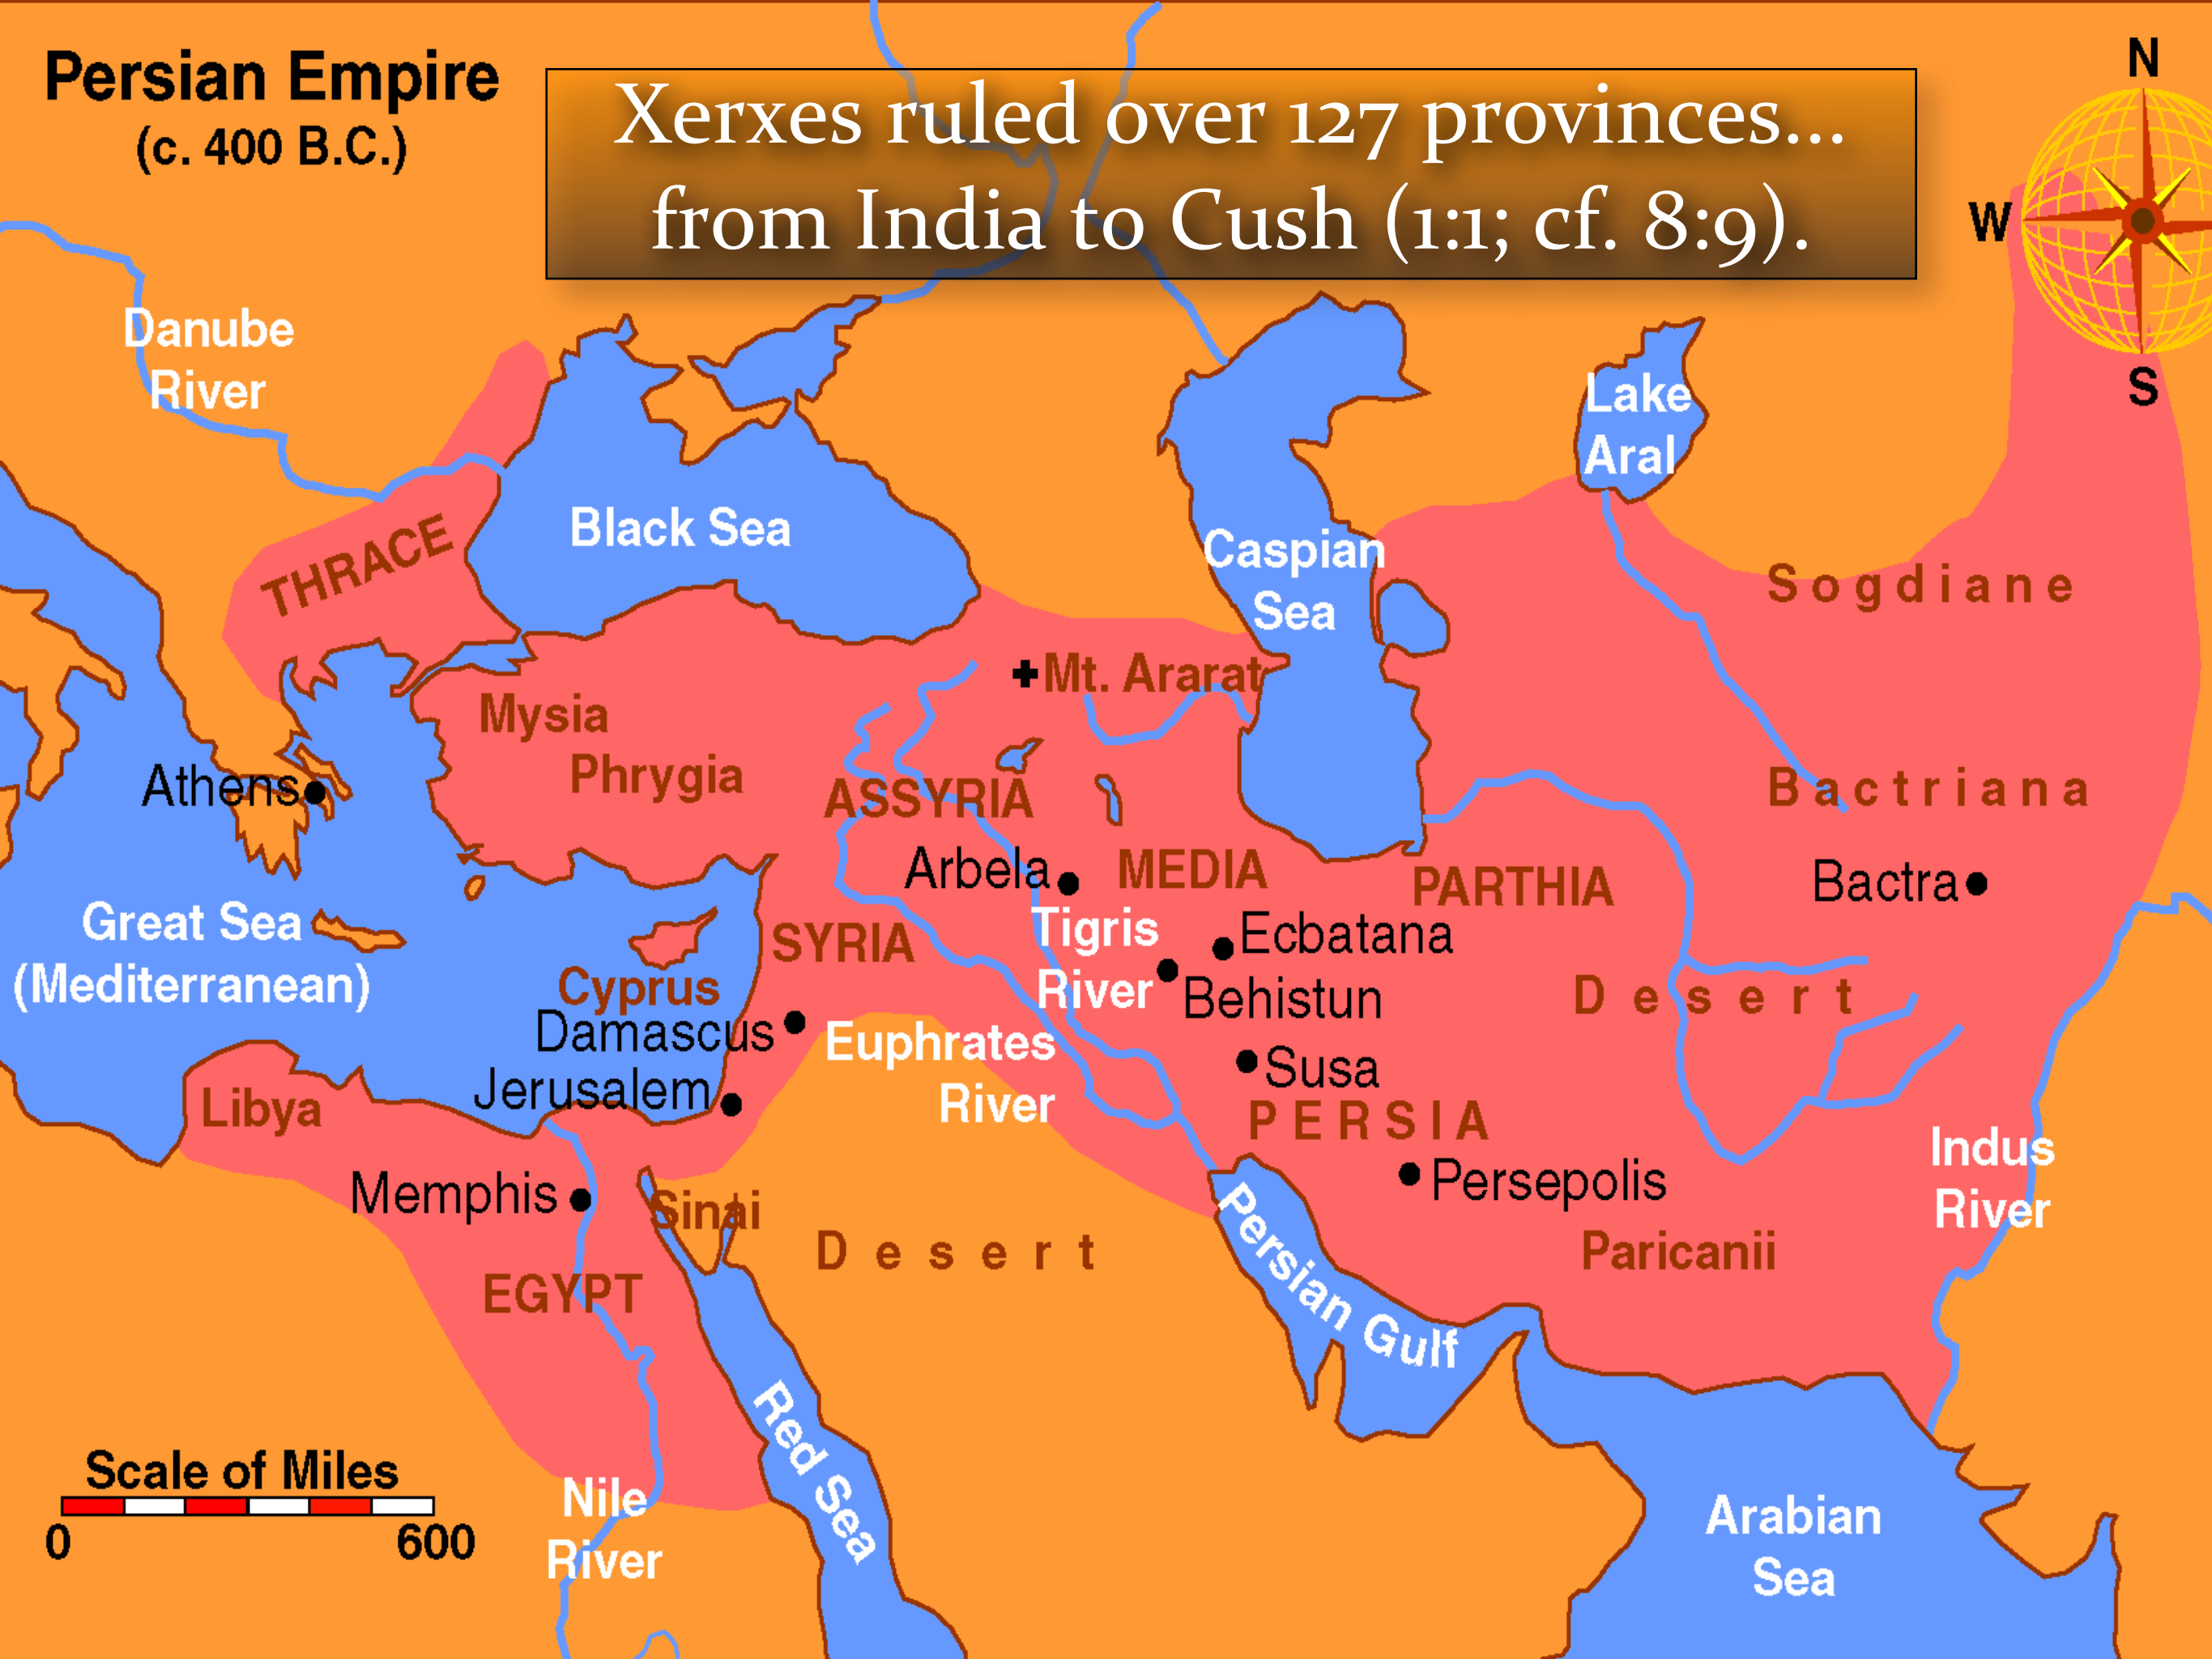 Persian Empire
(c. 400 B.C.)
Xerxes ruled over 127 provinces...
from India to Cush (1:1; cf. 8:9).
N
W
S
Danube
River
Lake
Aral
Black Sea
THRACE
Caspian
Sea
Sogdiane
Mt. Ararat
Mysia
Phrygia
Athens
ASSYRIA
Bactriana
Arbela
MEDIA
PARTHIA
Bactra
Great Sea
(Mediterranean)
SYRIA
Tigris
River
Ecbatana
Behistun
Cyprus
Desert
Damascus
Euphrates
River
Susa
Jerusalem
Libya
PERSIA
Indus
River
Memphis
Persepolis
Sinai
Desert
Paricanii
EGYPT
Persian Gulf
Red Sea
Scale of Miles
0 600
Nile
River
Arabian
Sea